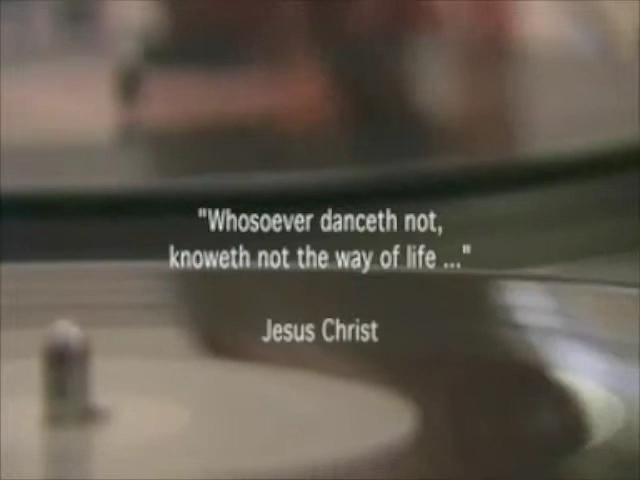 "Whosoever danceth not,
knoweth not the way of life ..."
Jesus Christ